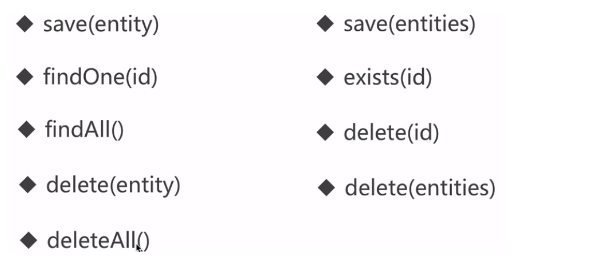 ◆ save(entity)
◆ save(entities)
◆ findOne(id)
◆ exists(id)
◆ findAll()
◆ delete(id)
◆ delete(entity)
◆ delete(entities)
◆ deleteAll()